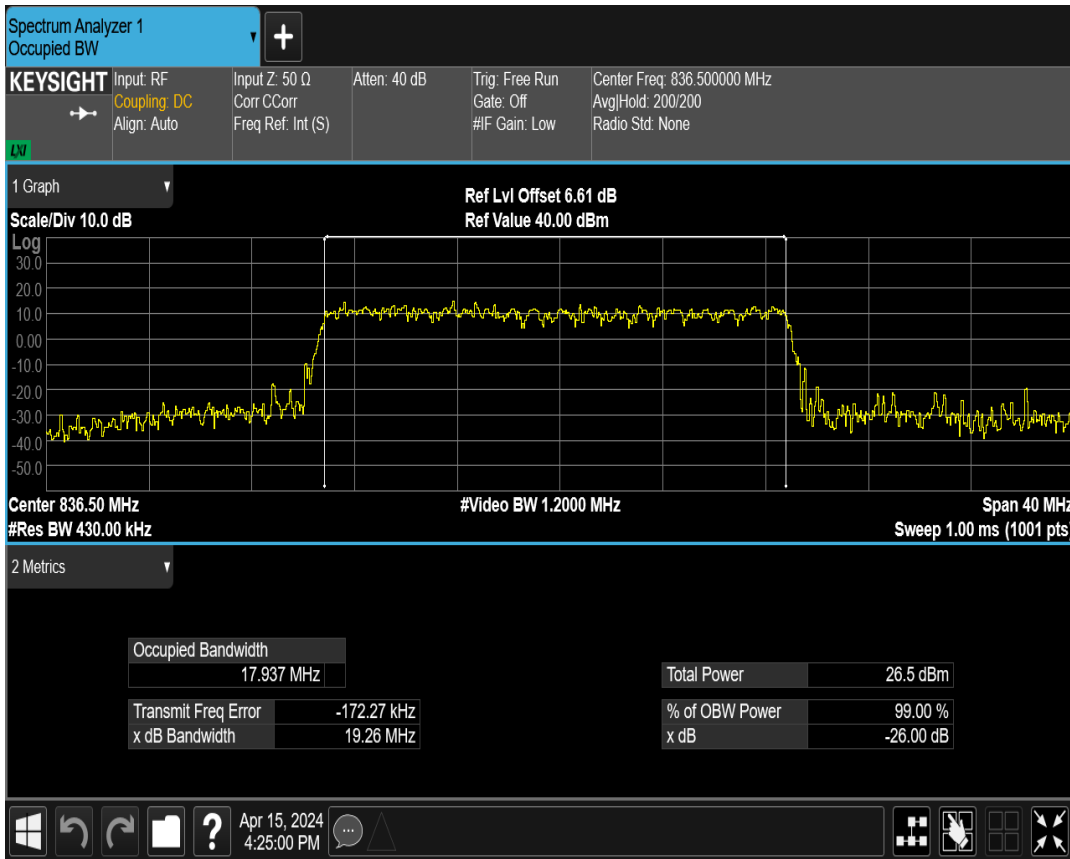 Spectrum Analyzer 1
Occupied BW
+
KEYSIGHT
LXI
Input: RF
Coupling: DC
Align: Auto
Input Z: 50 Ω
Corr CCorr
Freq Ref: Int (S)
Atten: 40 dB
Trig: Free Run
Gate: Off
#IF Gain: Low
Center Freq: 836.500000 MHz
Avg|Hold: 200/200
Radio Std: None
1 Graph
Scale/Div 10.0 dB
Ref Lvl Offset 6.61 dB
Ref Value 40.00 dBm
Log
30.0
20.0
10.0
0.00
-10.0
-20.0
-30.0
-40.0
-50.0
Center 836.50 MHz
#Res BW 430.00 kHz
#Video BW 1.2000 MHz
Span 40 MHz
Sweep 1.00 ms (1001 pts)
2 Metrics
Occupied Bandwidth
17.937 MHz
Transmit Freq Error -172.27 kHz
x dB Bandwidth 19.26 MHz
Total Power 26.5 dBm
% of OBW Power 99.00 %
x dB -26.00 dB
?
Apr 15, 2024
4:25:00 PM